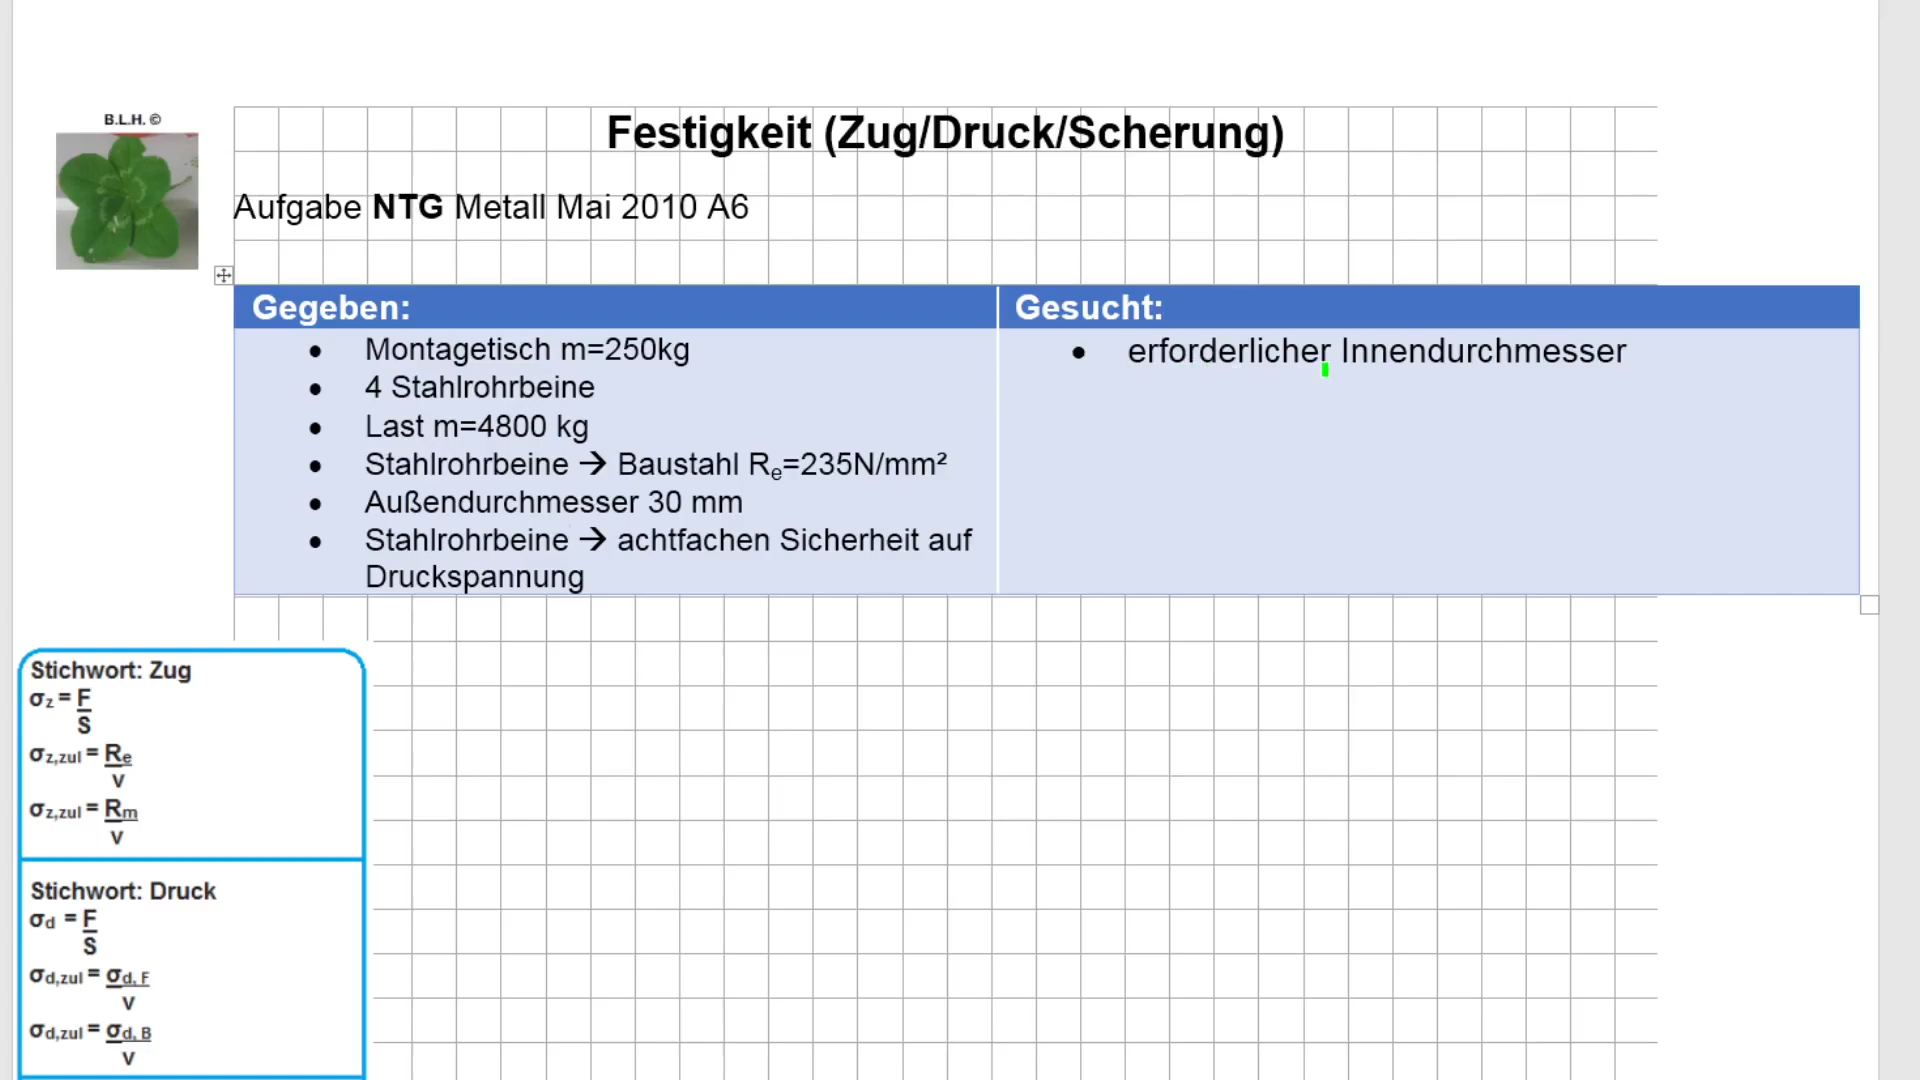 B.L.H. ©
Festigkeit (Zug/Druck/Scherung)
Aufgabe NTG Metall Mai 2010 A6
Gegeben:
• Montagetisch m=250kg
• 4 Stahlrohrbeine
• Last m=4800 kg
• Stahlrohrbeine → Baustahl Re=235N/mm²
• Außendurchmesser 30 mm
• Stahlrohrbeine → achtfachen Sicherheit auf
Druckspannung
Gesucht:
• erforderlicher Innendurchmesser
Stichwort: Zug
σz = F
S
σz,zul = Re
v
σz,zul = Rm
v
Stichwort: Druck
σd = F
S
σd,zul = σd, F
v
σd,zul = σd, B
v